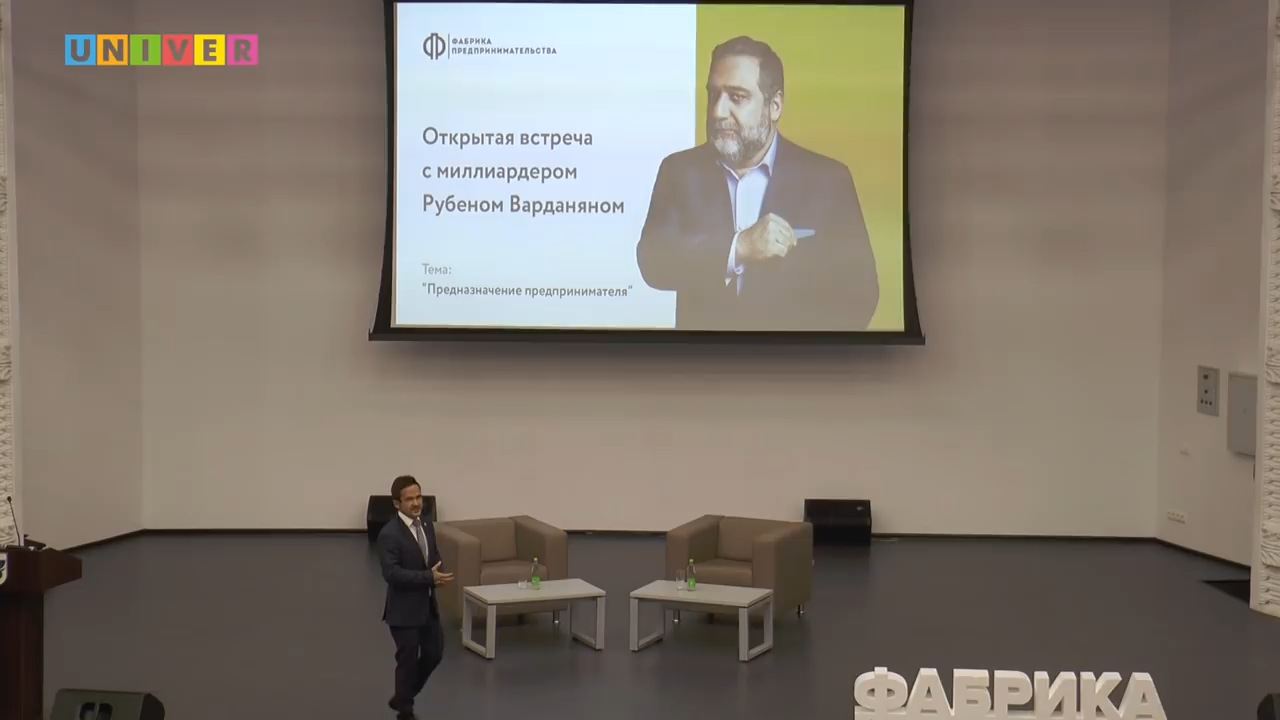 UNIVER
ФАБРИКА
ПРЕДПРИНИМАТЕЛЬСТВА
Открытая встреча
с миллиардером
Рубеном Варданяном
Тема:
"Предназначение предпринимателя"
ФАБРИКА